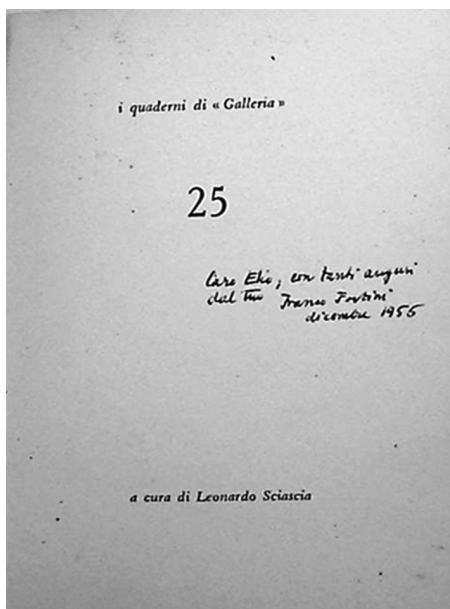 i quaderni di « Galleria »
25
Caro Elio, con tanti auguri
dal tuo Franco Fortini
dicembre 1955
a cura di Leonardo Sciascia